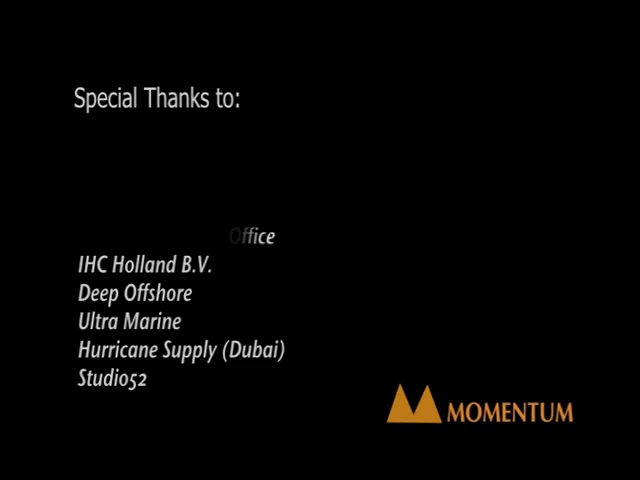 Special Thanks to:
Office
IHC Holland B.V.
Deep Offshore
Ultra Marine
Hurricane Supply (Dubai)
Studio52
MOMENTUM